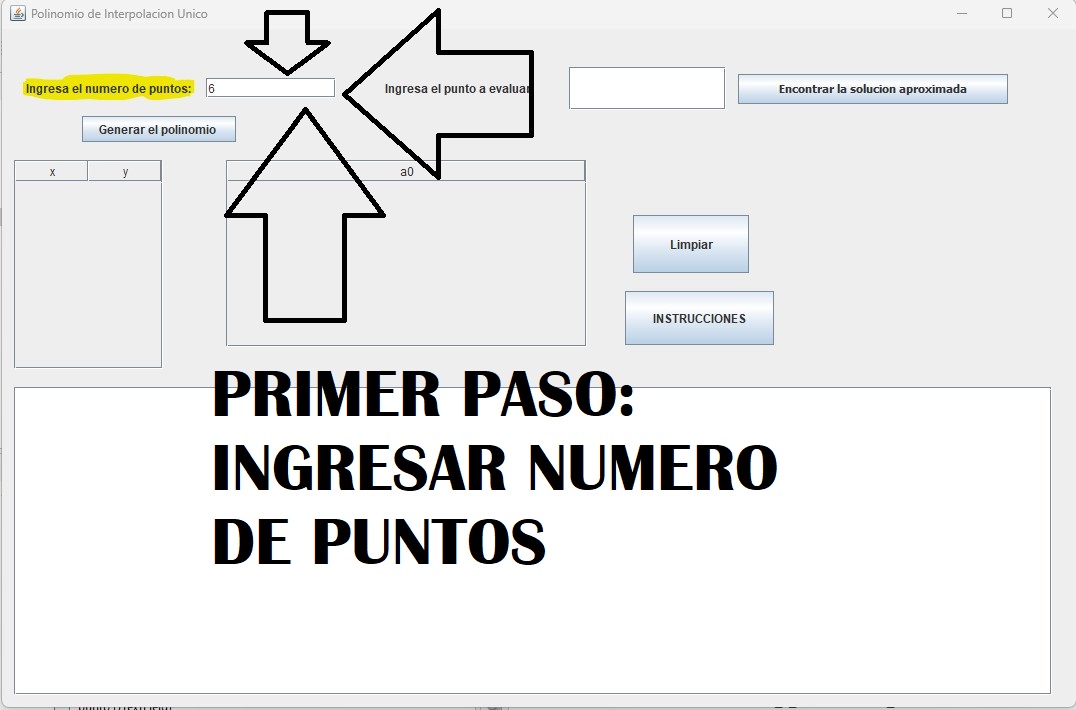 Polinomio de Interpolacion Unico
Ingresa el numero de puntos: 6 Ingresa el punto a evaluar Encontrar la solucion aproximada
Generar el polinomio
x y a0
Limpiar
INSTRUCCIONES
PRIMER PASO:
INGRESAR NUMERO
DE PUNTOS